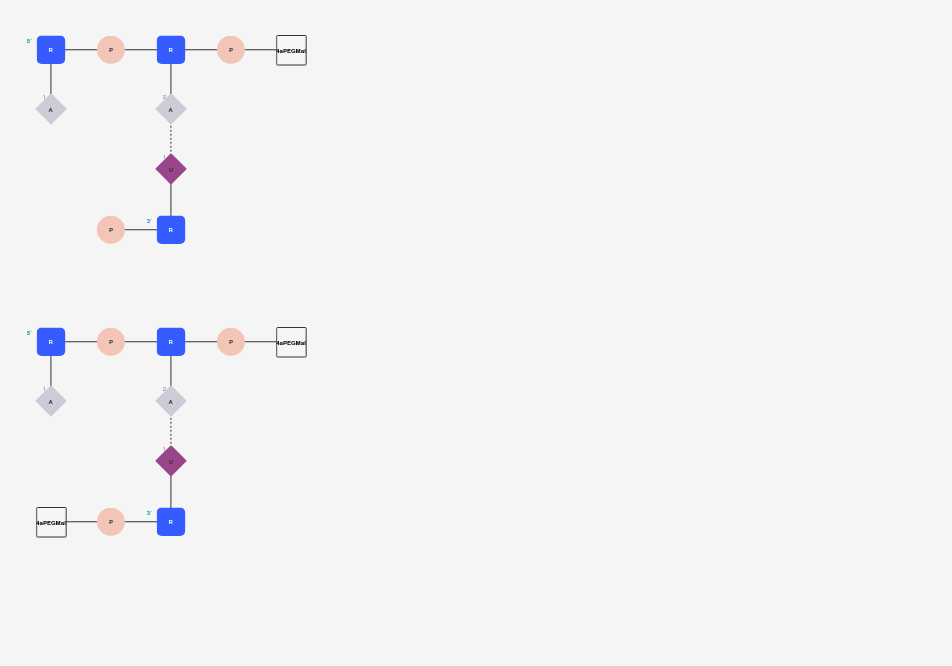 5'
R P R P 4aPEGMal
1 2
A A
1
U
3'
P R
5'
R P R P 4aPEGMal
1 2
A A
1
U
3'
4aPEGMal P R